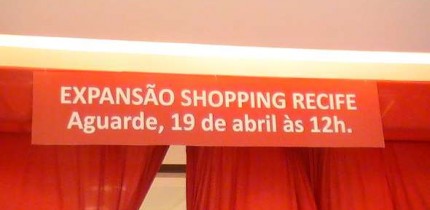 EXPANSÃO SHOPPING RECIFE
Aguarde, 19 de abril às 12h.